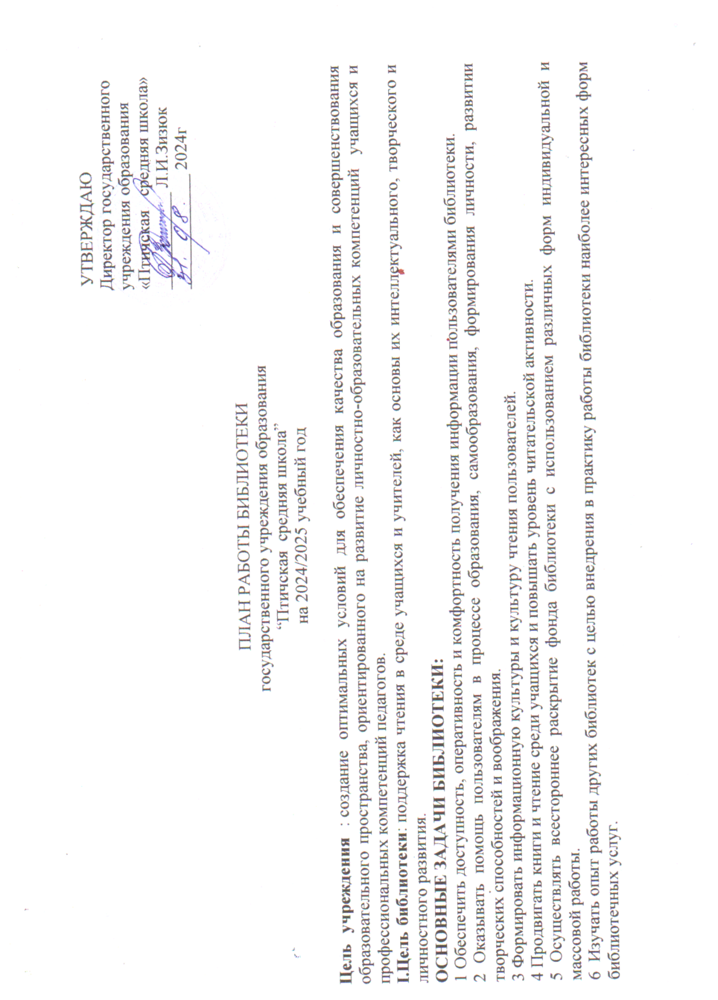 УТВЕРЖДАЮ
Директор государственного
учреждения образования
«Птичская средняя школа»
Л.И.Зизюк
2024г
ПЛАН РАБОТЫ БИБЛИОТЕКИ
государственного учреждения образования
“Птичская средняя школа”
на 2024/2025 учебный год
Цель учреждения : создание оптимальных условий для обеспечения качества образования и совершенствования
образовательного пространства, ориентированного на развитие личностно-образовательных компетенций учащихся и
профессиональных компетенций педагогов.
I.Цель библиотеки: поддержка чтения в среде учащихся и учителей, как основы их интеллектуального, творческого и
личностного развития.
ОСНОВНЫЕ ЗАДАЧИ БИБЛИОТЕКИ:
1 Обеспечить доступность, оперативность и комфортность получения информации пользователями библиотеки.
2 Оказывать помощь пользователям в процессе образования, самообразования, формирования личности, развитии
творческих способностей и воображения.
3 Формировать информационную культуры и культуру чтения пользователей.
4 Продвигать книги и чтение среди учащихся и повышать уровень читательской активности.
5 Осуществлять всестороннее раскрытие фонда библиотеки с использованием различных форм индивидуальной и
массовой работы.
6 Изучать опыт работы других библиотек с целью внедрения в практику работы библиотеки наиболее интересных форм
библиотечных услуг.